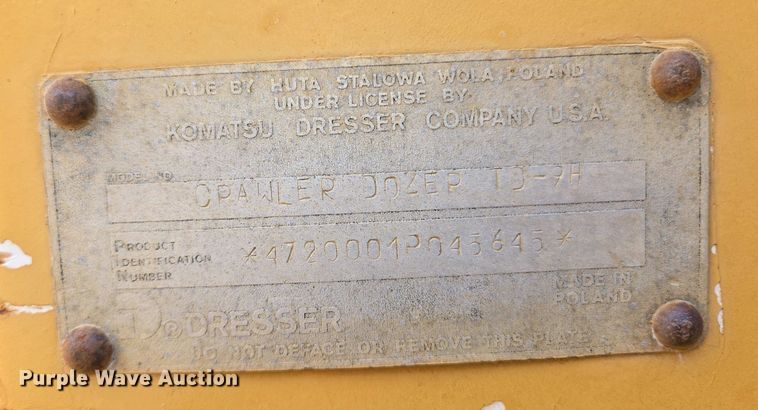 MADE BY HUTA STALOWA WOLA, POLAND
UNDER LICENSE BY
KOMATSU DRESSER COMPANY U.S.A.
MODEL NO
CRAWLER DOZER TD-9H
PRODUCT
IDENTIFICATION
NUMBER
*4720001P045645*
MADE IN
POLAND
D® DRESSER
DO NOT DEFACE OR REMOVE THIS PLATE
Purple Wave Auction